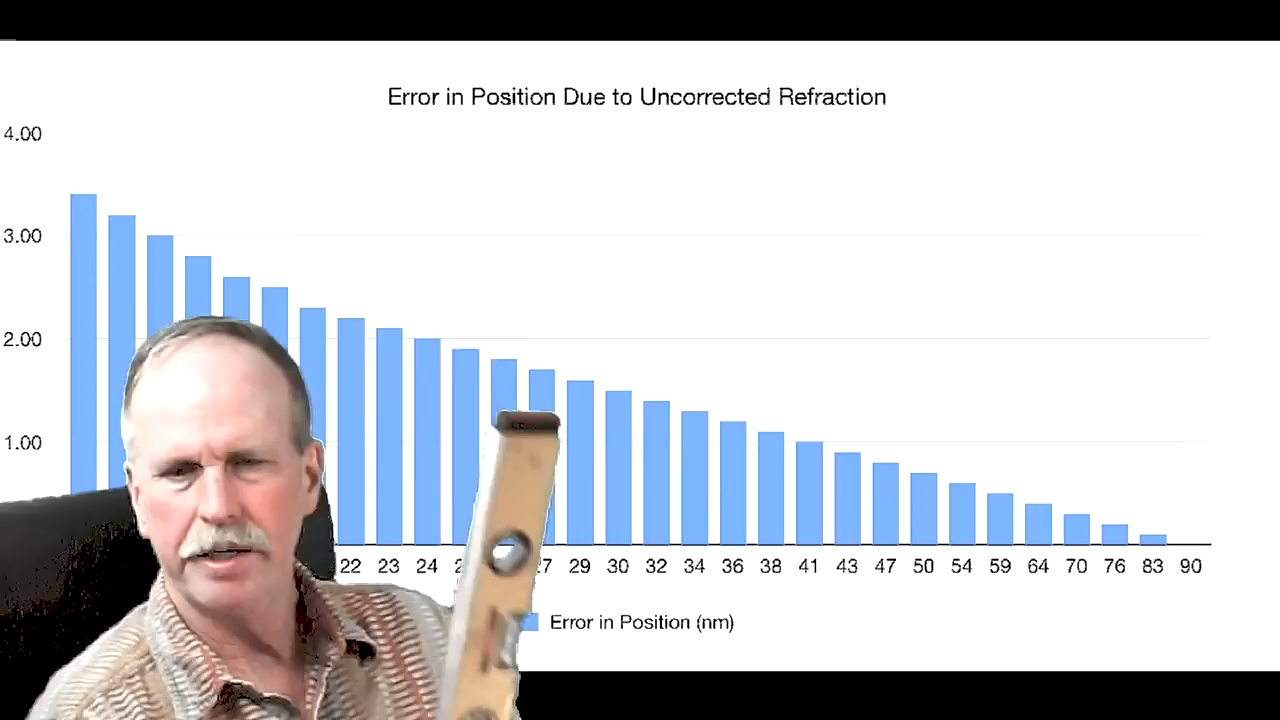 Error in Position Due to Uncorrected Refraction
4.00
3.00
2.00
1.00
22 23 24 27 29 30 32 34 36 38 41 43 47 50 54 59 64 70 76 83 90
Error in Position (nm)